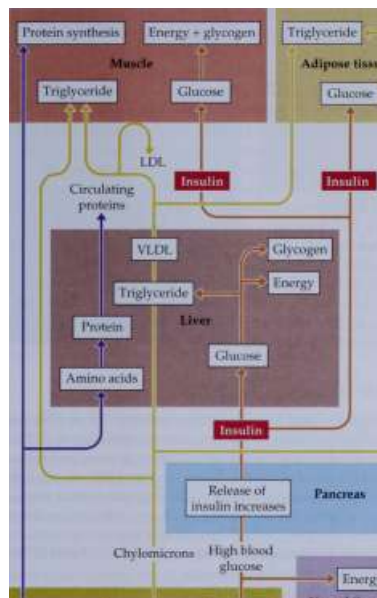 Protein synthesis
Energy + glycogen
Triglyceride
Muscle
Adipose
Triglyceride
Glucose
Glucose
LDL
Insulin
Insulin
Circulating
proteins
VLDL
Glycogen
Triglyceride
Energy
Liver
Protein
Glucose
Amino acids
Insulin
Release of
insulin increases
Pancreas
Chylomicrons
High blood
glucose
Energ